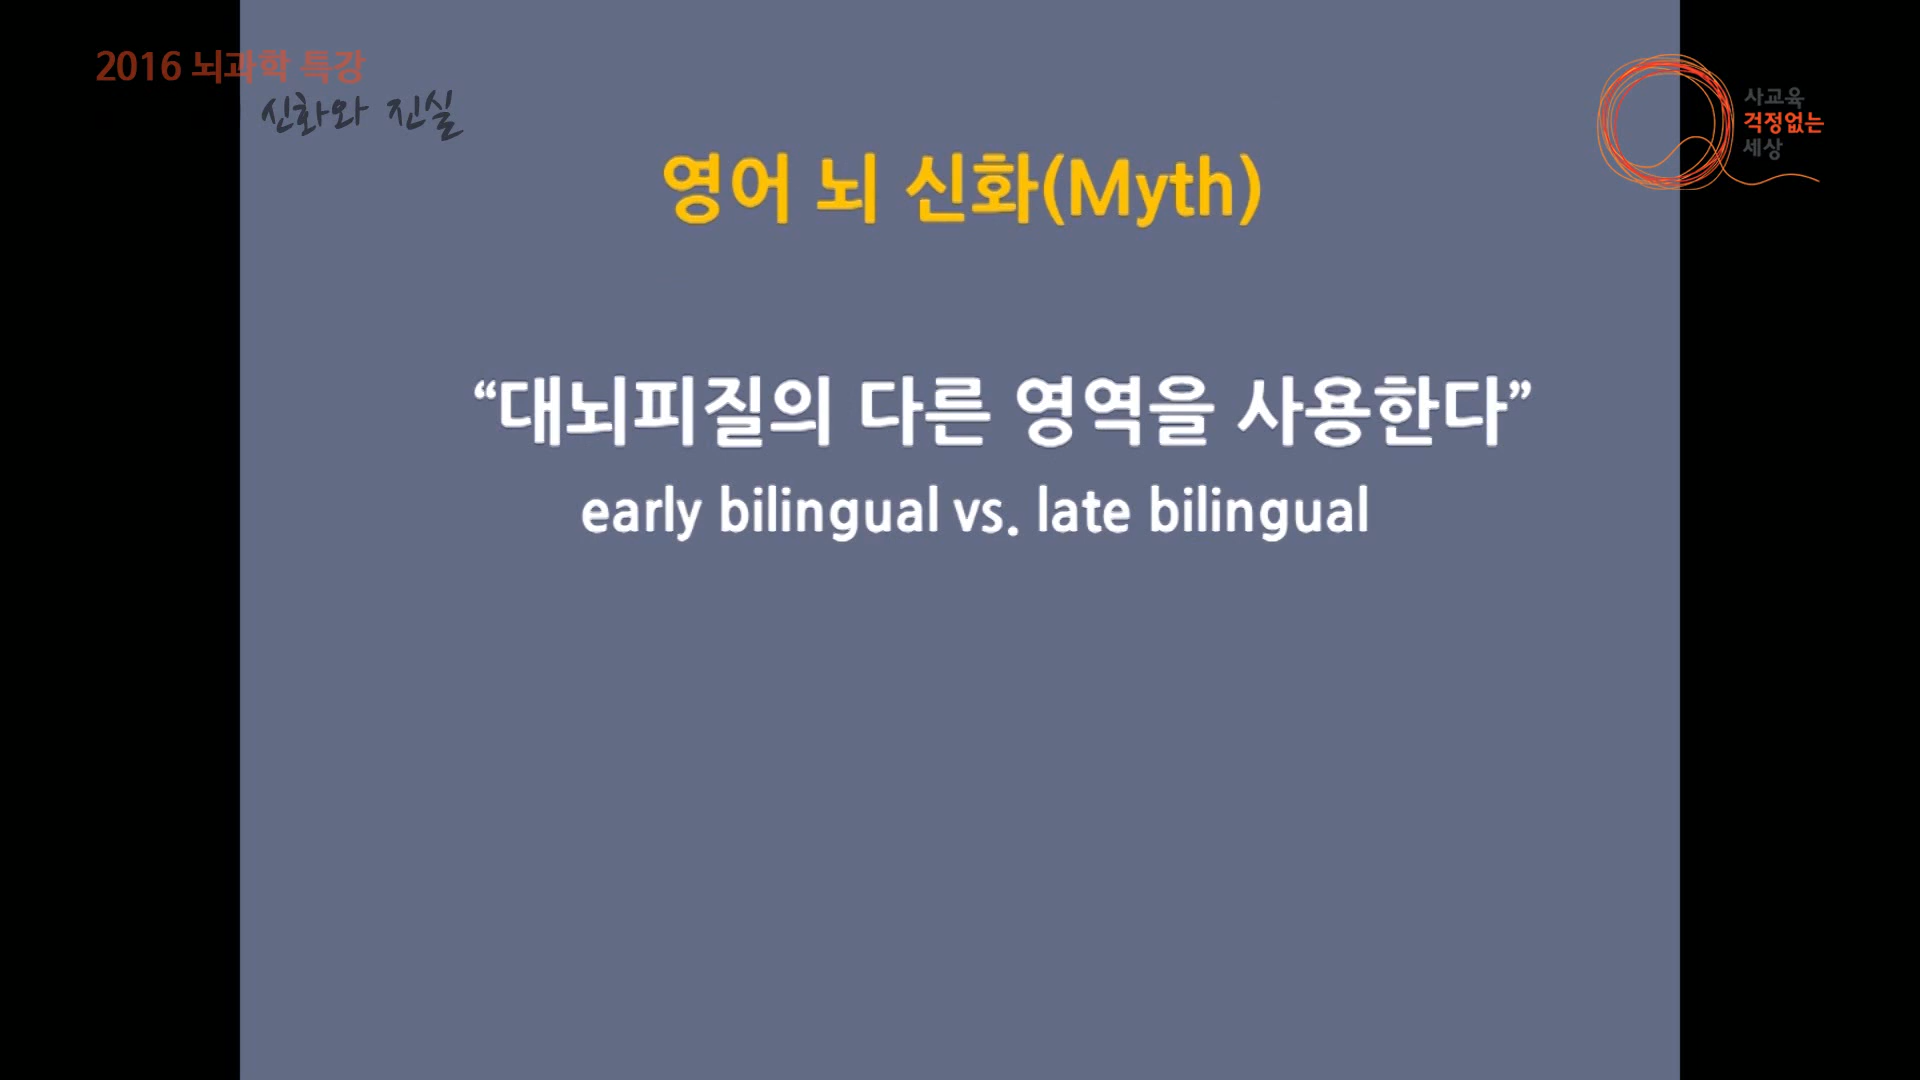 2016 뇌과학 특강
신화와 진실
사교육
걱정없는
세상
영어 뇌 신화(Myth)
“대뇌피질의 다른 영역을 사용한다”
early bilingual vs. late bilingual